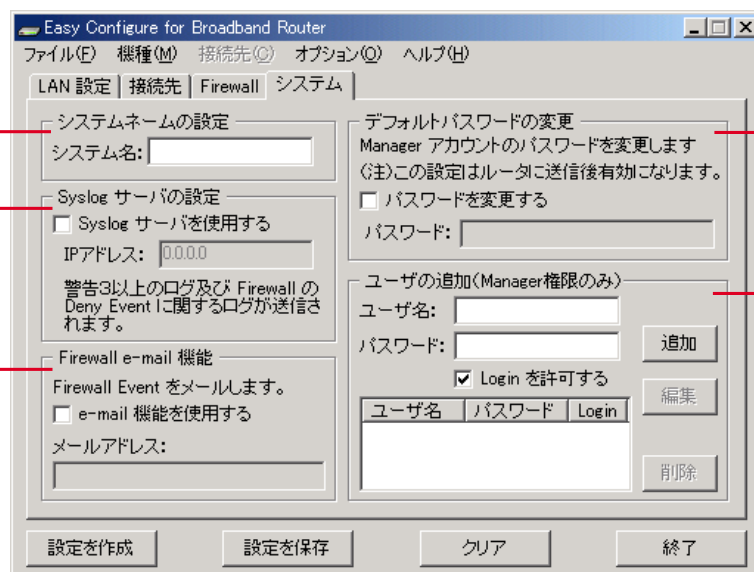 Easy Configure for Broadband Router
ファイル(F) 機種(M) 接続先(C) オプション(O) ヘルプ(H)
LAN 設定 接続先 Firewall システム
システムネームの設定
システム名:
Syslog サーバの設定
Syslog サーバを使用する
IPアドレス: 0.0.0.0
警告3以上のログ及び Firewall の
Deny Event に関するログが送信さ
れます。
Firewall e-mail 機能
Firewall Event をメールします。
e-mail 機能を使用する
メールアドレス:
デフォルトパスワードの変更
Manager アカウントのパスワードを変更します
(注)この設定はルータに送信後有効になります。
パスワードを変更する
パスワード:
ユーザの追加(Manager権限のみ)
ユーザ名:
パスワード:
追加
Login を許可する
編集
ユーザ名 パスワード Login
削除
設定を作成 設定を保存 クリア 終了